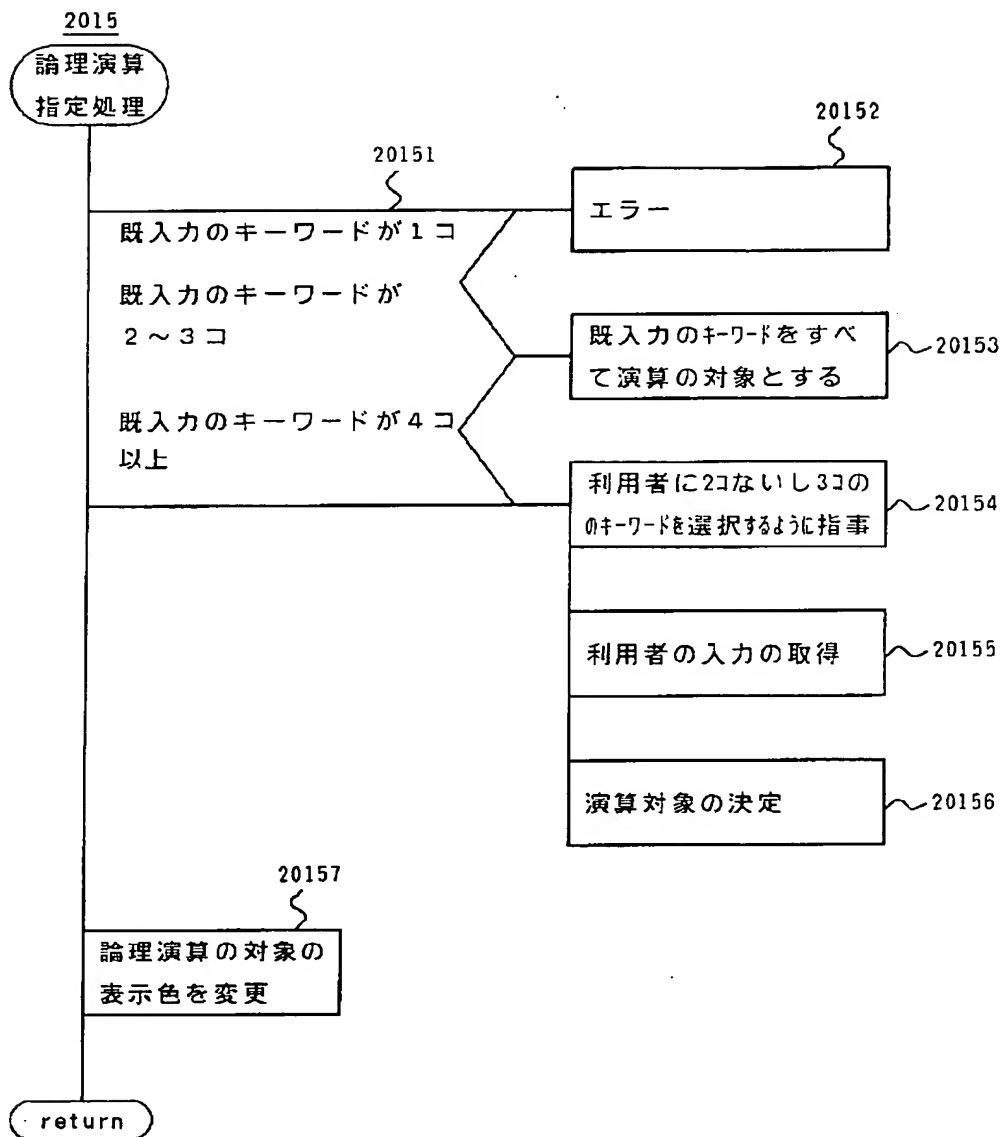 2015
論理演算
指定処理
20151
20152
エラー
既入力のキーワードが1コ
既入力のキーワードが
2〜3コ
既入力のキーワードをすべ
て演算の対象とする
20153
既入力のキーワードが4コ
以上
利用者に2コないし3コの
のキーワードを選択するように指事
20154
利用者の入力の取得
20155
演算対象の決定
20156
20157
論理演算の対象の
表示色を変更
return